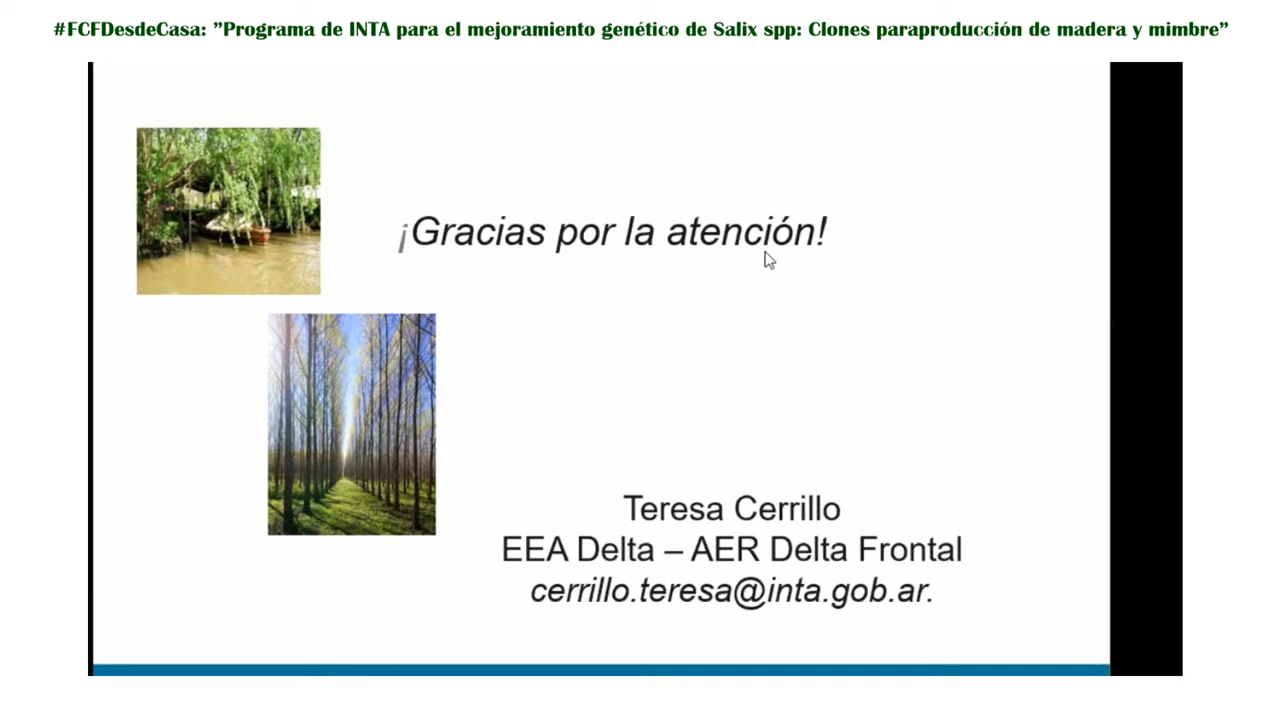 #FCFDesdeCasa: ”Programa de INTA para el mejoramiento genético de Salix spp: Clones paraproducción de madera y mimbre”
¡Gracias por la atención!
Teresa Cerrillo
EEA Delta – AER Delta Frontal
cerrillo.teresa@inta.gob.ar.